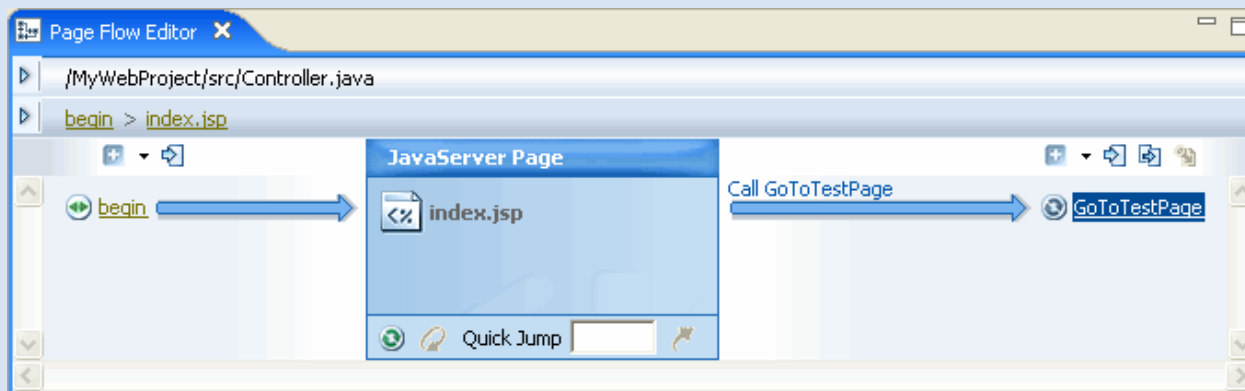 Page Flow Editor
/MyWebProject/src/Controller.java
begin > index.jsp
JavaServer Page
begin
index.jsp
Call GoToTestPage
GoToTestPage
Quick Jump